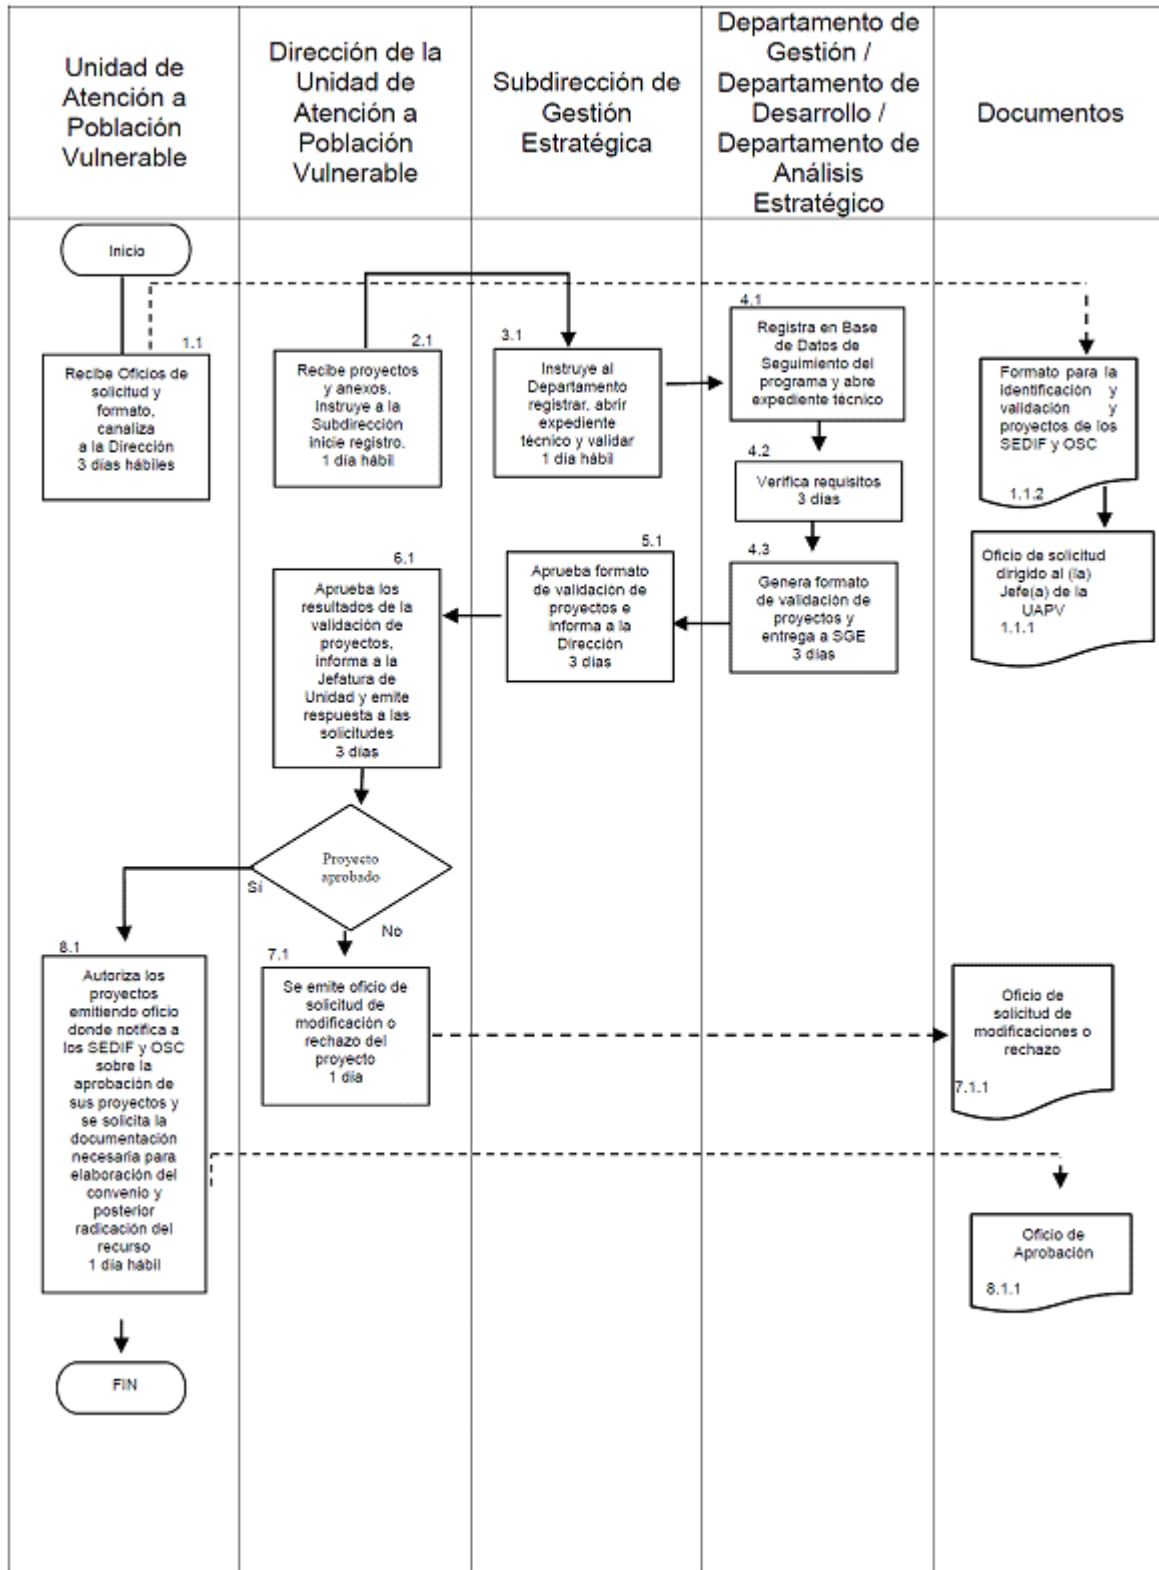 Unidad de
Atención a
Población
Vulnerable
Dirección de la
Unidad de
Atención a
Población
Vulnerable
Subdirección de
Gestión
Estratégica
Departamento de
Gestión /
Departamento de
Desarrollo /
Departamento de
Análisis
Estratégico
Documentos
Inicio
1.1
Recibe Oficios de
solicitud y
formato,
canaliza
a la Dirección
3 días hábiles
2.1
Recibe proyectos
y anexos.
Instruye a la
Subdirección
inicie registro.
1 día hábil
3.1
Instruye al
Departamento
registrar, abrir
expediente
técnico y validar
1 día hábil
4.1
Registra en Base
de Datos de
Seguimiento del
programa y abre
expediente técnico
4.2
Verifica requisitos
3 días
4.3
Genera formato
de validación de
proyectos y
entrega a SGE
3 días
Formato para la
identificación y
validación y
proyectos de los
SEDIF y OSC
1.1.2
Oficio de solicitud
dirigido al (la)
Jefe(a) de la
UAPV
1.1.1
5.1
Aprueba formato
de validación de
proyectos e
informa a la
Dirección
3 días
6.1
Aprueba los
resultados de la
validación de
proyectos,
informa a la
Jefatura de
Unidad y emite
respuesta a las
solicitudes
3 días
Proyecto
aprobado
Sí
No
7.1
Se emite oficio de
solicitud de
modificación o
rechazo del
proyecto
1 día
Oficio de
solicitud de
modificaciones o
rechazo
7.1.1
8.1
Autoriza los
proyectos
emitiendo oficio
donde notifica a
los SEDIF y OSC
sobre la
aprobación de
sus proyectos y
se solicita la
documentación
necesaria para
elaboración del
convenio y
posterior
radicación del
recurso
1 día hábil
Oficio de
Aprobación
8.1.1
FIN